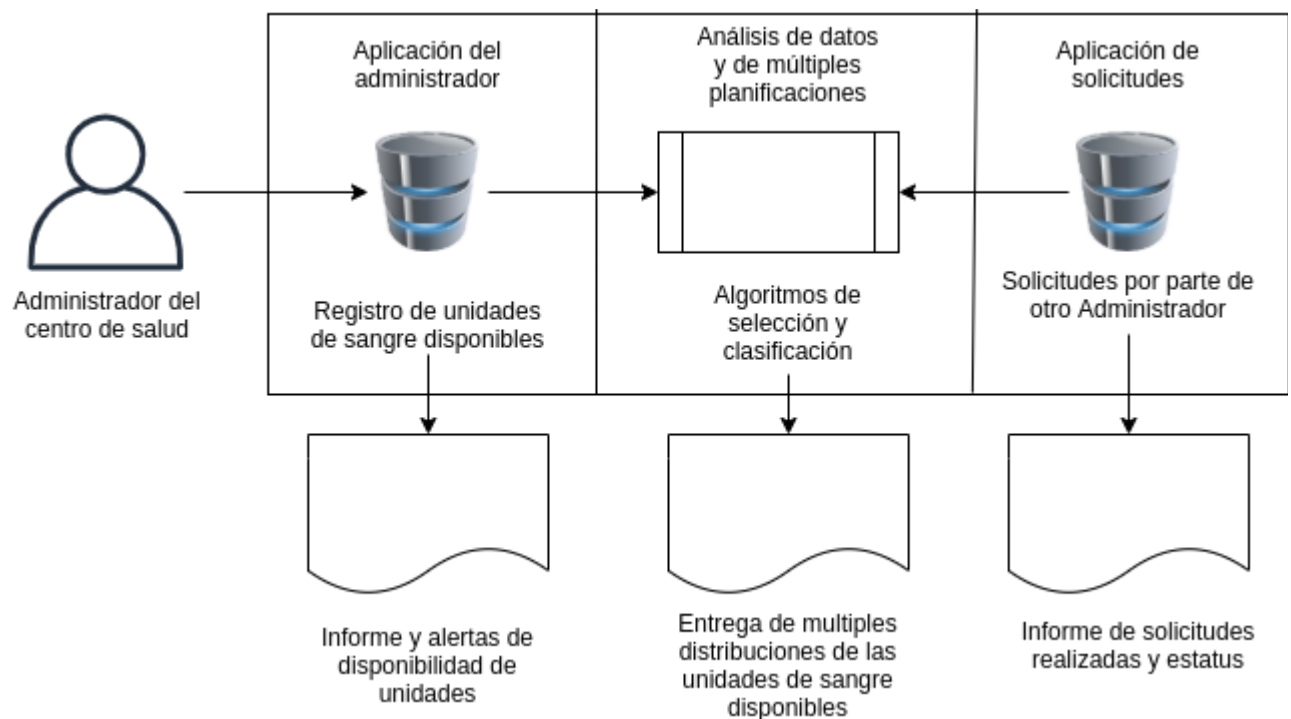 Aplicación del
administrador
Análisis de datos
y de múltiples
planificaciones
Aplicación de
solicitudes
Administrador del
centro de salud
Registro de unidades
de sangre disponibles
Algoritmos de
selección y
clasificación
Solicitudes por parte de
otro Administrador
Informe y alertas de
disponibilidad de
unidades
Entrega de multiples
distribuciones de las
unidades de sangre
disponibles
Informe de solicitudes
realizadas y estatus